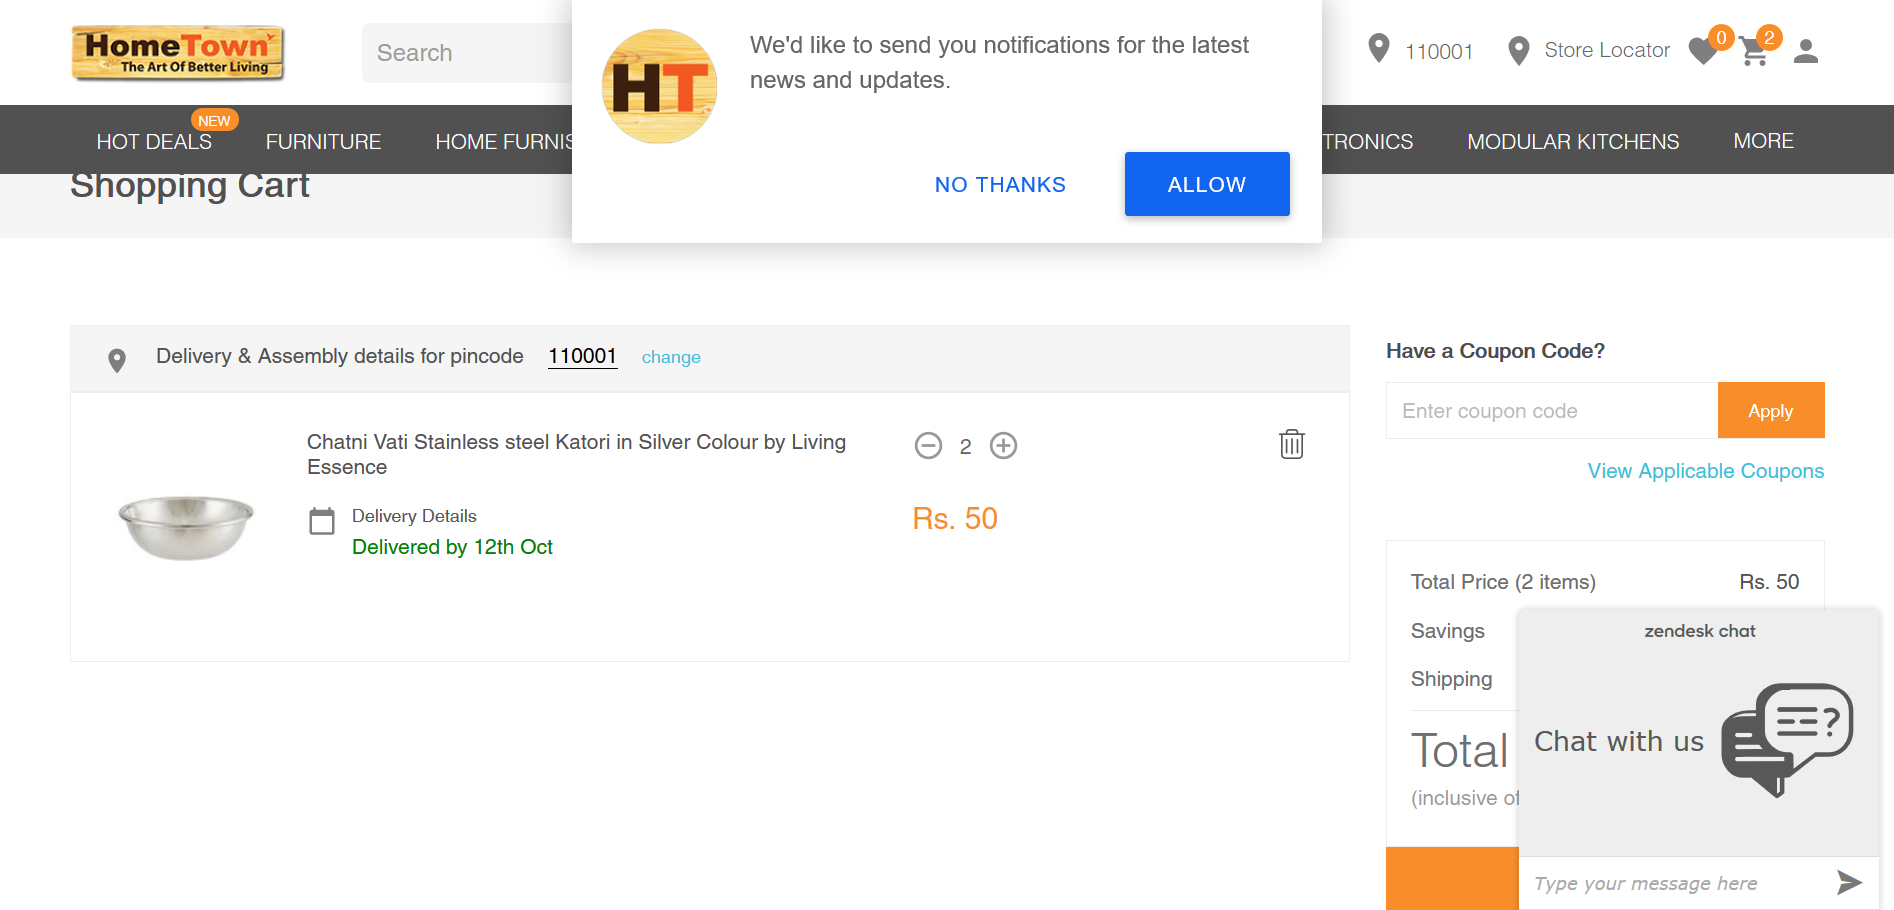 HomeTown
The Art Of Better Living
Search
HT
We'd like to send you notifications for the latest
news and updates.
NO THANKS
ALLOW
110001
Store Locator
0
2
HOT DEALS
NEW
FURNITURE
HOME FURNIS
TRONICS
MODULAR KITCHENS
MORE
Shopping Cart
Delivery & Assembly details for pincode 110001 change
Chatni Vati Stainless steel Katori in Silver Colour by Living
Essence
2
Delivery Details
Delivered by 12th Oct
Rs. 50
Have a Coupon Code?
Enter coupon code
Apply
View Applicable Coupons
Total Price (2 items) Rs. 50
Savings
Shipping
Total
(inclusive of
zendesk chat
Chat with us
?
Type your message here